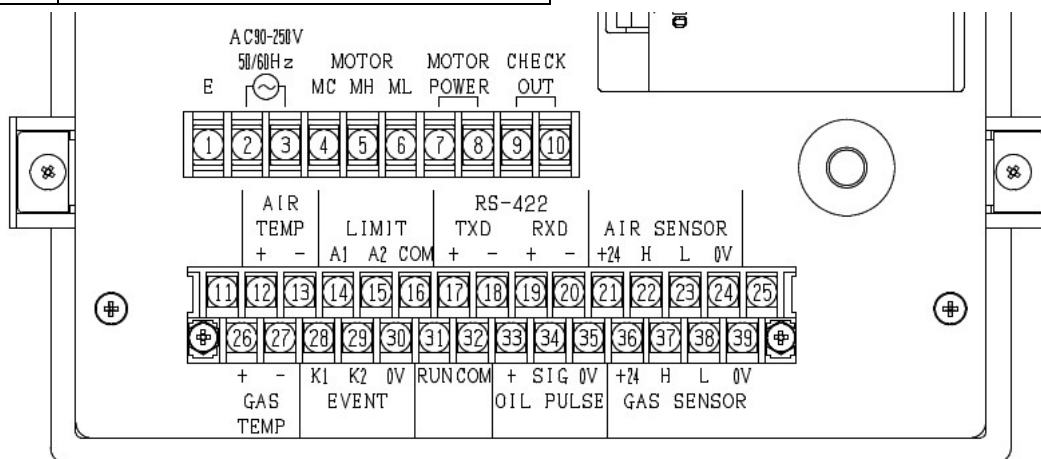 AC90-250V
50/60Hz MOTOR MOTOR CHECK
E MC MH ML POWER OUT
1 2 3 4 5 6 7 8 9 10
AIR RS-422
TEMP LIMIT TXD RXD AIR SENSOR
+ - A1 A2 COM + - + - +24 H L 0V
11 12 13 14 15 16 17 18 19 20 21 22 23 24 25
26 27 28 29 30 31 32 33 34 35 36 37 38 39
+ - K1 K2 0V RUN COM + SIG 0V +24 H L 0V
GAS EVENT OIL PULSE GAS SENSOR
TEMP